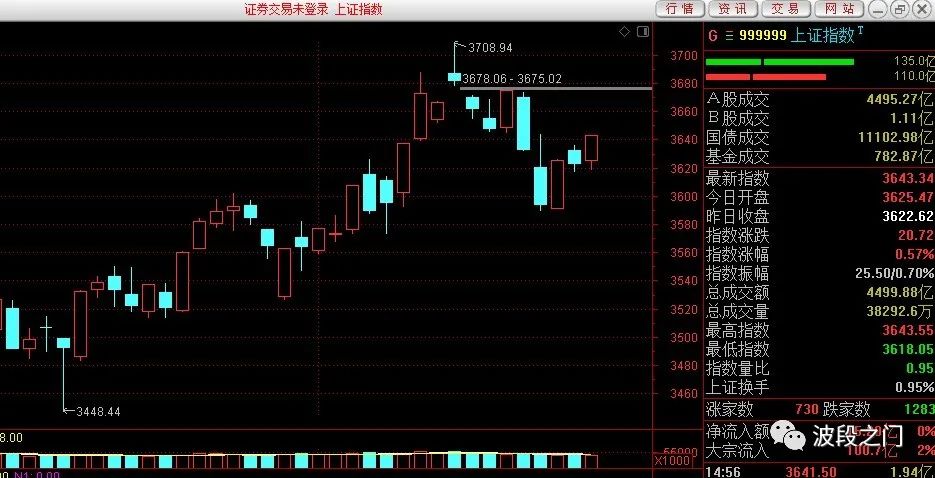 证券交易未登录 上证指数
行情 资讯 交易 网站
G 999999 上证指数
3708.94
3678.06 - 3675.02
3448.44
3700
3680
3660
3640
3620
3600
3580
3560
3540
3520
3500
3480
3460
135.0亿
110.0亿
A股成交 4495.27亿
B股成交 1.11亿
国债成交 11102.98亿
基金成交 782.87亿
最新指数 3643.34
今日开盘 3625.47
昨日收盘 3622.62
指数涨跌 20.72
指数涨幅 0.57%
指数振幅 25.50/0.70%
总成交额 4499.88亿
总成交量 38292.6万
最高指数 3643.55
最低指数 3618.05
指数量比 0.95
上证换手 0.95%
涨家数 730 跌家数 1283
净流入额 0%
大宗流入 100.7亿 2%
波段之门
14:56 3641.50 1.94亿
8.00
X1000
N1: 0.00